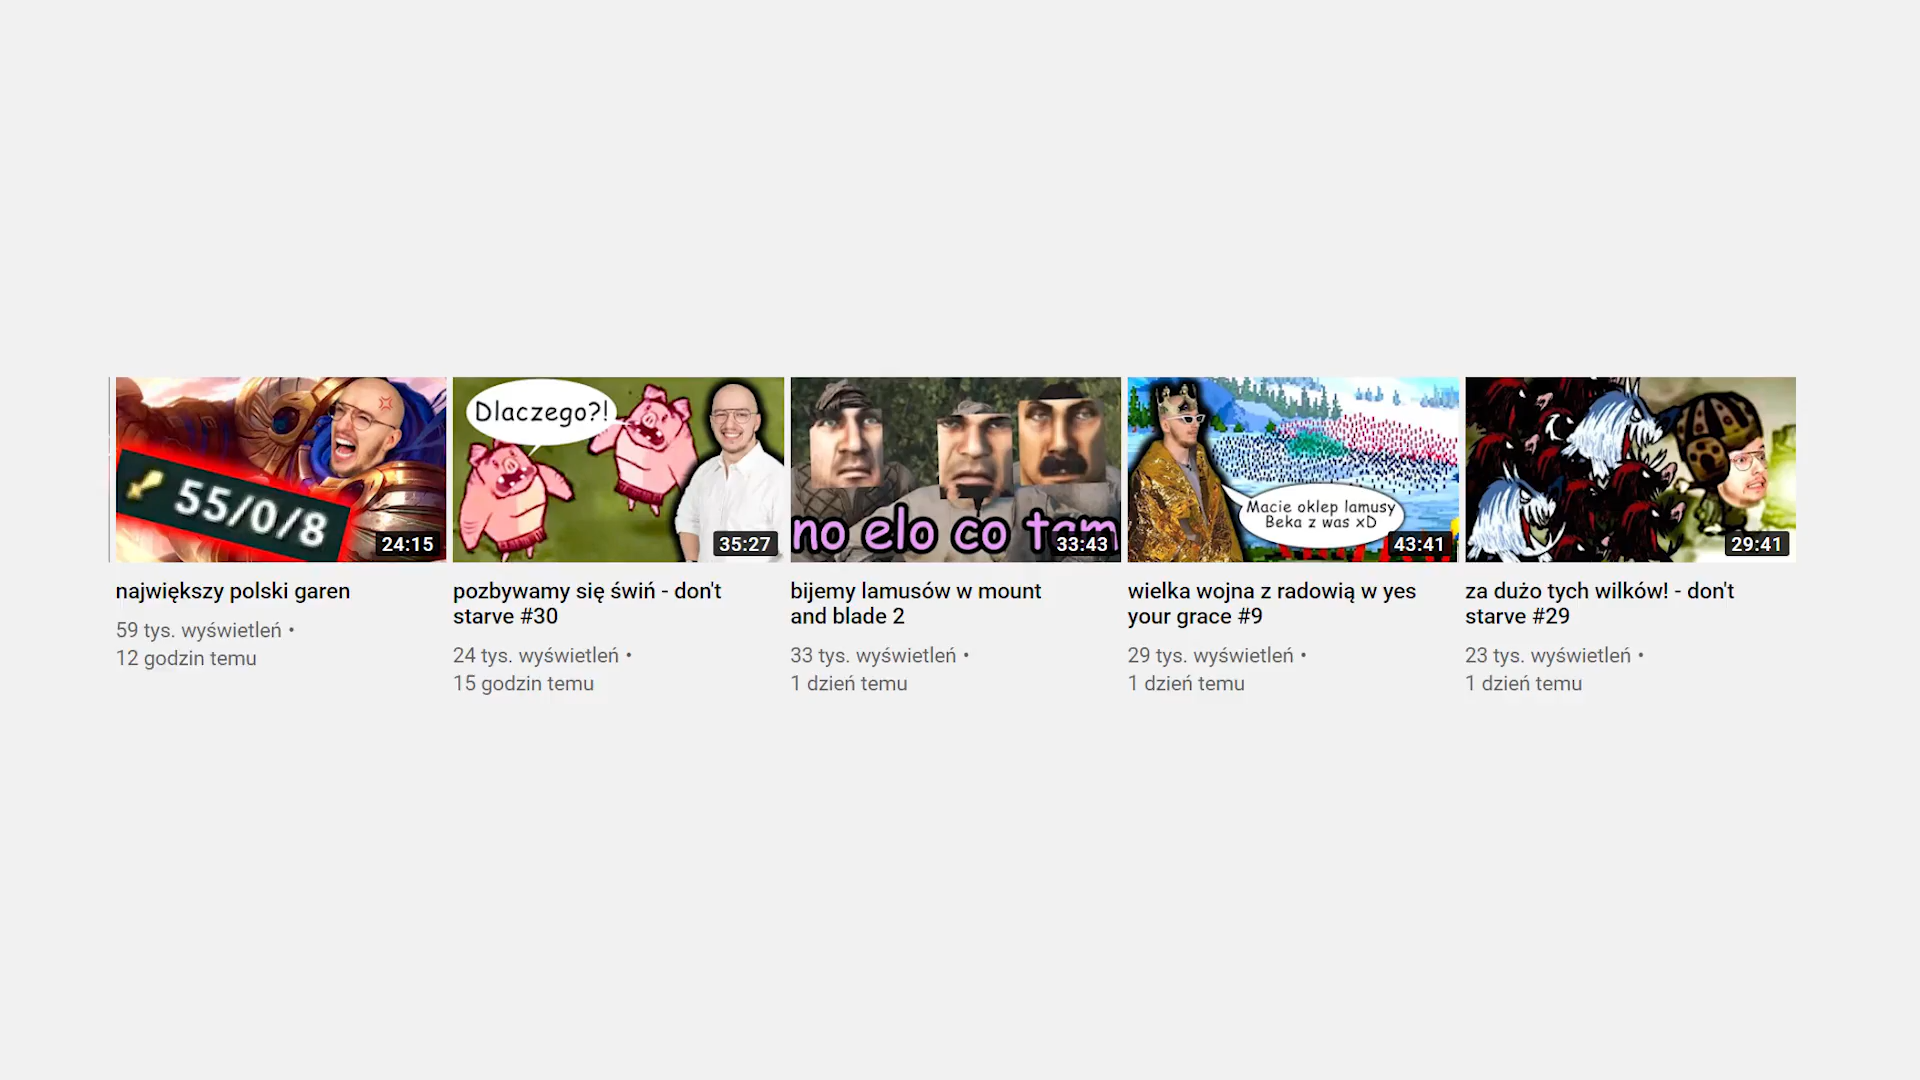 55/0/8
24:15
największy polski garen
59 tys. wyświetleń •
12 godzin temu
Dlaczego?!
35:27
pozbywamy się świń - don't
starve #30
24 tys. wyświetleń •
15 godzin temu
no elo co tam
33:43
bijemy lamusów w mount
and blade 2
33 tys. wyświetleń •
1 dzień temu
Macie oklep lamusy
Beka z was xD
43:41
wielka wojna z radowią w yes
your grace #9
29 tys. wyświetleń •
1 dzień temu
29:41
za dużo tych wilków! - don't
starve #29
23 tys. wyświetleń •
1 dzień temu